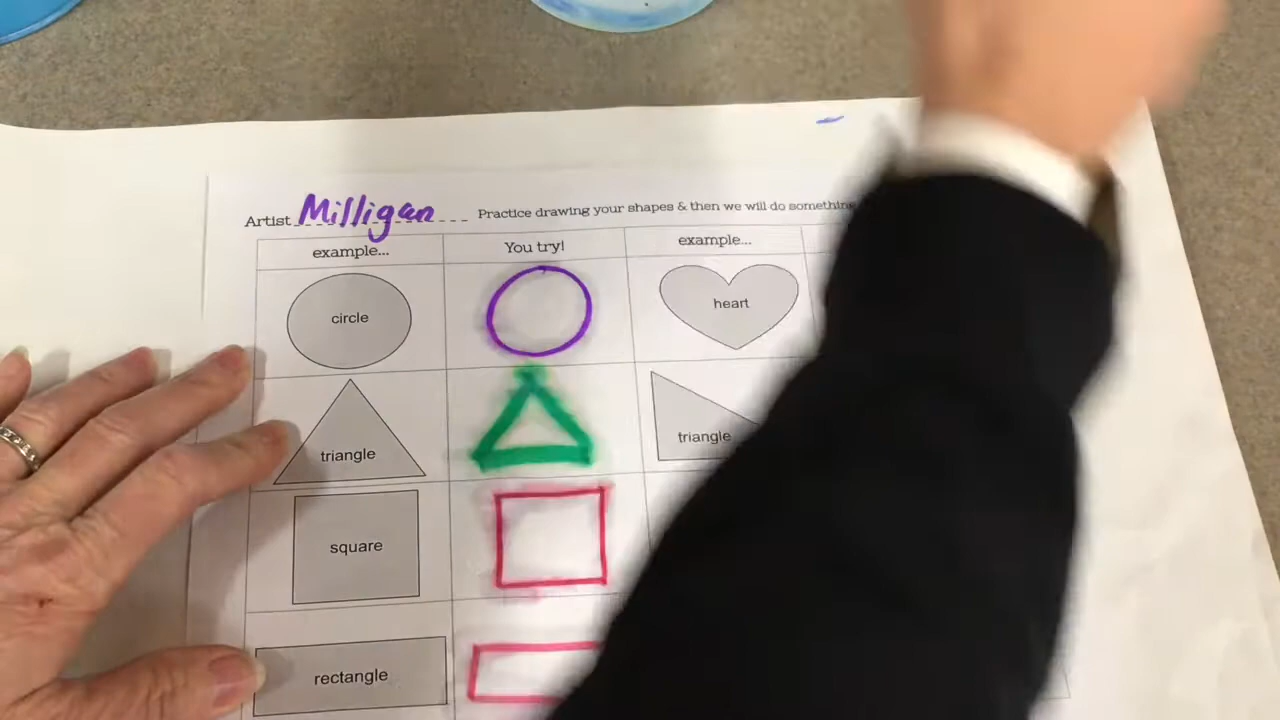 Artist Milligan Practice drawing your shapes & then we will do something
example... You try! example...
circle heart
triangle triangle
square
rectangle